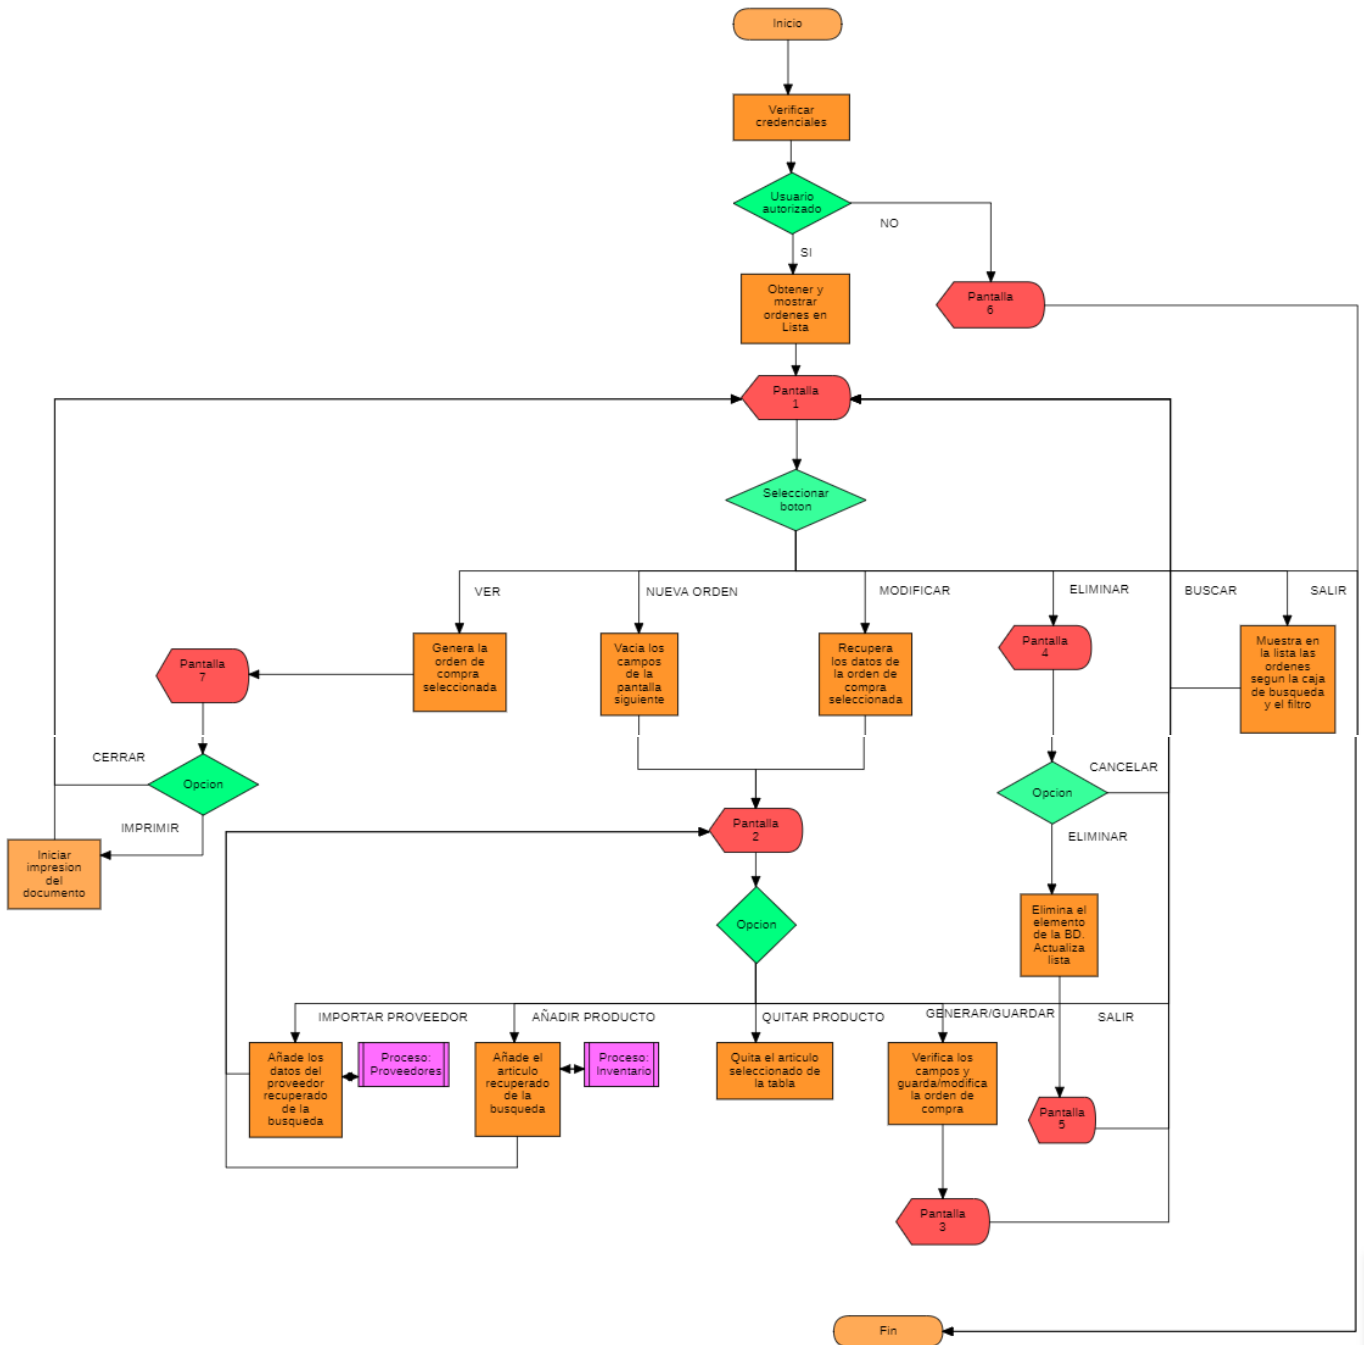 Inicio
Verificar
credenciales
Usuario
autorizado
NO
SI
Obtener y
mostrar
ordenes en
Lista
Pantalla
6
Pantalla
1
Seleccionar
boton
VER
NUEVA ORDEN
MODIFICAR
ELIMINAR
BUSCAR
SALIR
Pantalla
7
Genera la
orden de
compra
seleccionada
Vacia los
campos
de la
pantalla
siguiente
Recupera
los datos de
la orden de
compra
seleccionada
Pantalla
4
Muestra en
la lista las
ordenes
segun la caja
de busqueda
y el filtro
CERRAR
Opcion
IMPRIMIR
Iniciar
impresion
del
documento
CANCELAR
Opcion
ELIMINAR
Pantalla
2
Opcion
Elimina el
elemento
de la BD.
Actualiza
lista
IMPORTAR PROVEEDOR
AÑADIR PRODUCTO
QUITAR PRODUCTO
GENERAR/GUARDAR
SALIR
Añade los
datos del
proveedor
recuperado
de la
busqueda
Proceso:
Proveedores
Añade el
articulo
recuperado
de la
busqueda
Proceso:
Inventario
Quita el articulo
seleccionado de
la tabla
Verifica los
campos y
guarda/modifica
la orden de
compra
Pantalla
5
Pantalla
3
Fin